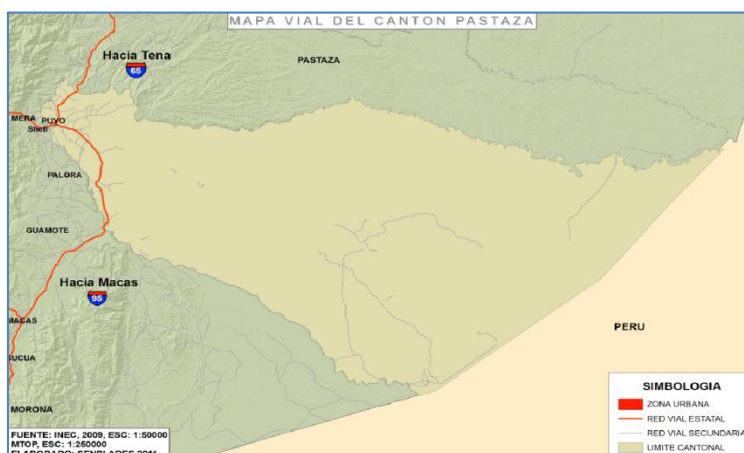 MAPA VIAL DEL CANTON PASTAZA
Hacia Tena
65
PASTAZA
MERA
PUYO
Shell
PALORA
GUAMOTE
Hacia Macas
95
MACAS
SUCUA
MORONA
PERU
SIMBOLOGIA
ZONA URBANA
RED VIAL ESTATAL
RED VIAL SECUNDARIA
LIMITE CANTONAL
FUENTE: INEC, 2009, ESC: 1:50000
MTOP, ESC: 1:250000